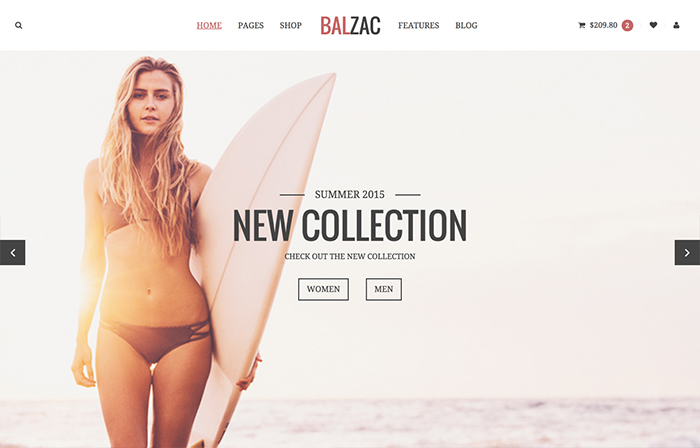 HOME PAGES SHOP BALZAC FEATURES BLOG $209.80 2
SUMMER 2015
NEW COLLECTION
CHECK OUT THE NEW COLLECTION
WOMEN MEN